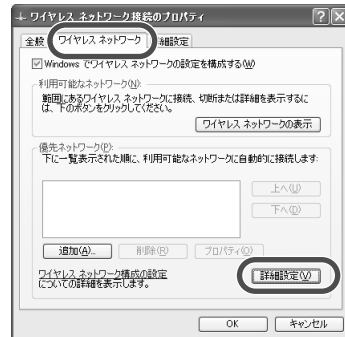 ワイヤレス ネットワーク接続のプロパティ
全般 ワイヤレス ネットワーク 詳細設定
Windows でワイヤレス ネットワークの設定を構成する(W)
利用可能なネットワーク(N):
範囲にあるワイヤレス ネットワークに接続、切断または詳細を表示するに
は、下のボタンをクリックしてください。
ワイヤレス ネットワークの表示
優先ネットワーク(P):
下に一覧表示された順に、利用可能なネットワークに自動的に接続します:
上へ(U)
下へ(D)
追加(A)... 削除(R) プロパティ(O)
ワイヤレス ネットワーク構成の設定
についての詳細を表示します。
詳細設定(V)
OK キャンセル